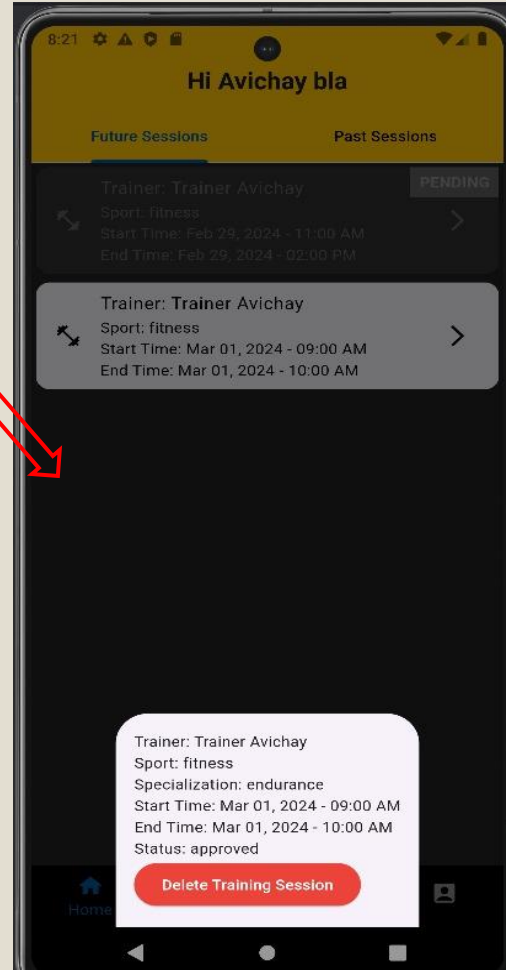 8:21
Hi Avichay bla
Future Sessions
Past Sessions
PENDING
Trainer: Trainer Avichay
Sport: fitness
Start Time: Feb 29, 2024 - 11:00 AM
End Time: Feb 29, 2024 - 02:00 PM
Trainer: Trainer Avichay
Sport: fitness
Start Time: Mar 01, 2024 - 09:00 AM
End Time: Mar 01, 2024 - 10:00 AM
Trainer: Trainer Avichay
Sport: fitness
Specialization: endurance
Start Time: Mar 01, 2024 - 09:00 AM
End Time: Mar 01, 2024 - 10:00 AM
Status: approved
Delete Training Session
Home